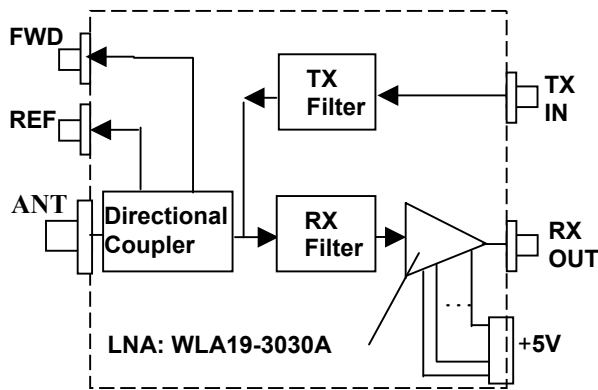 FWD
REF
ANT
TX
Filter
TX
IN
Directional
Coupler
RX
Filter
RX
OUT
LNA: WLA19-3030A
+5V